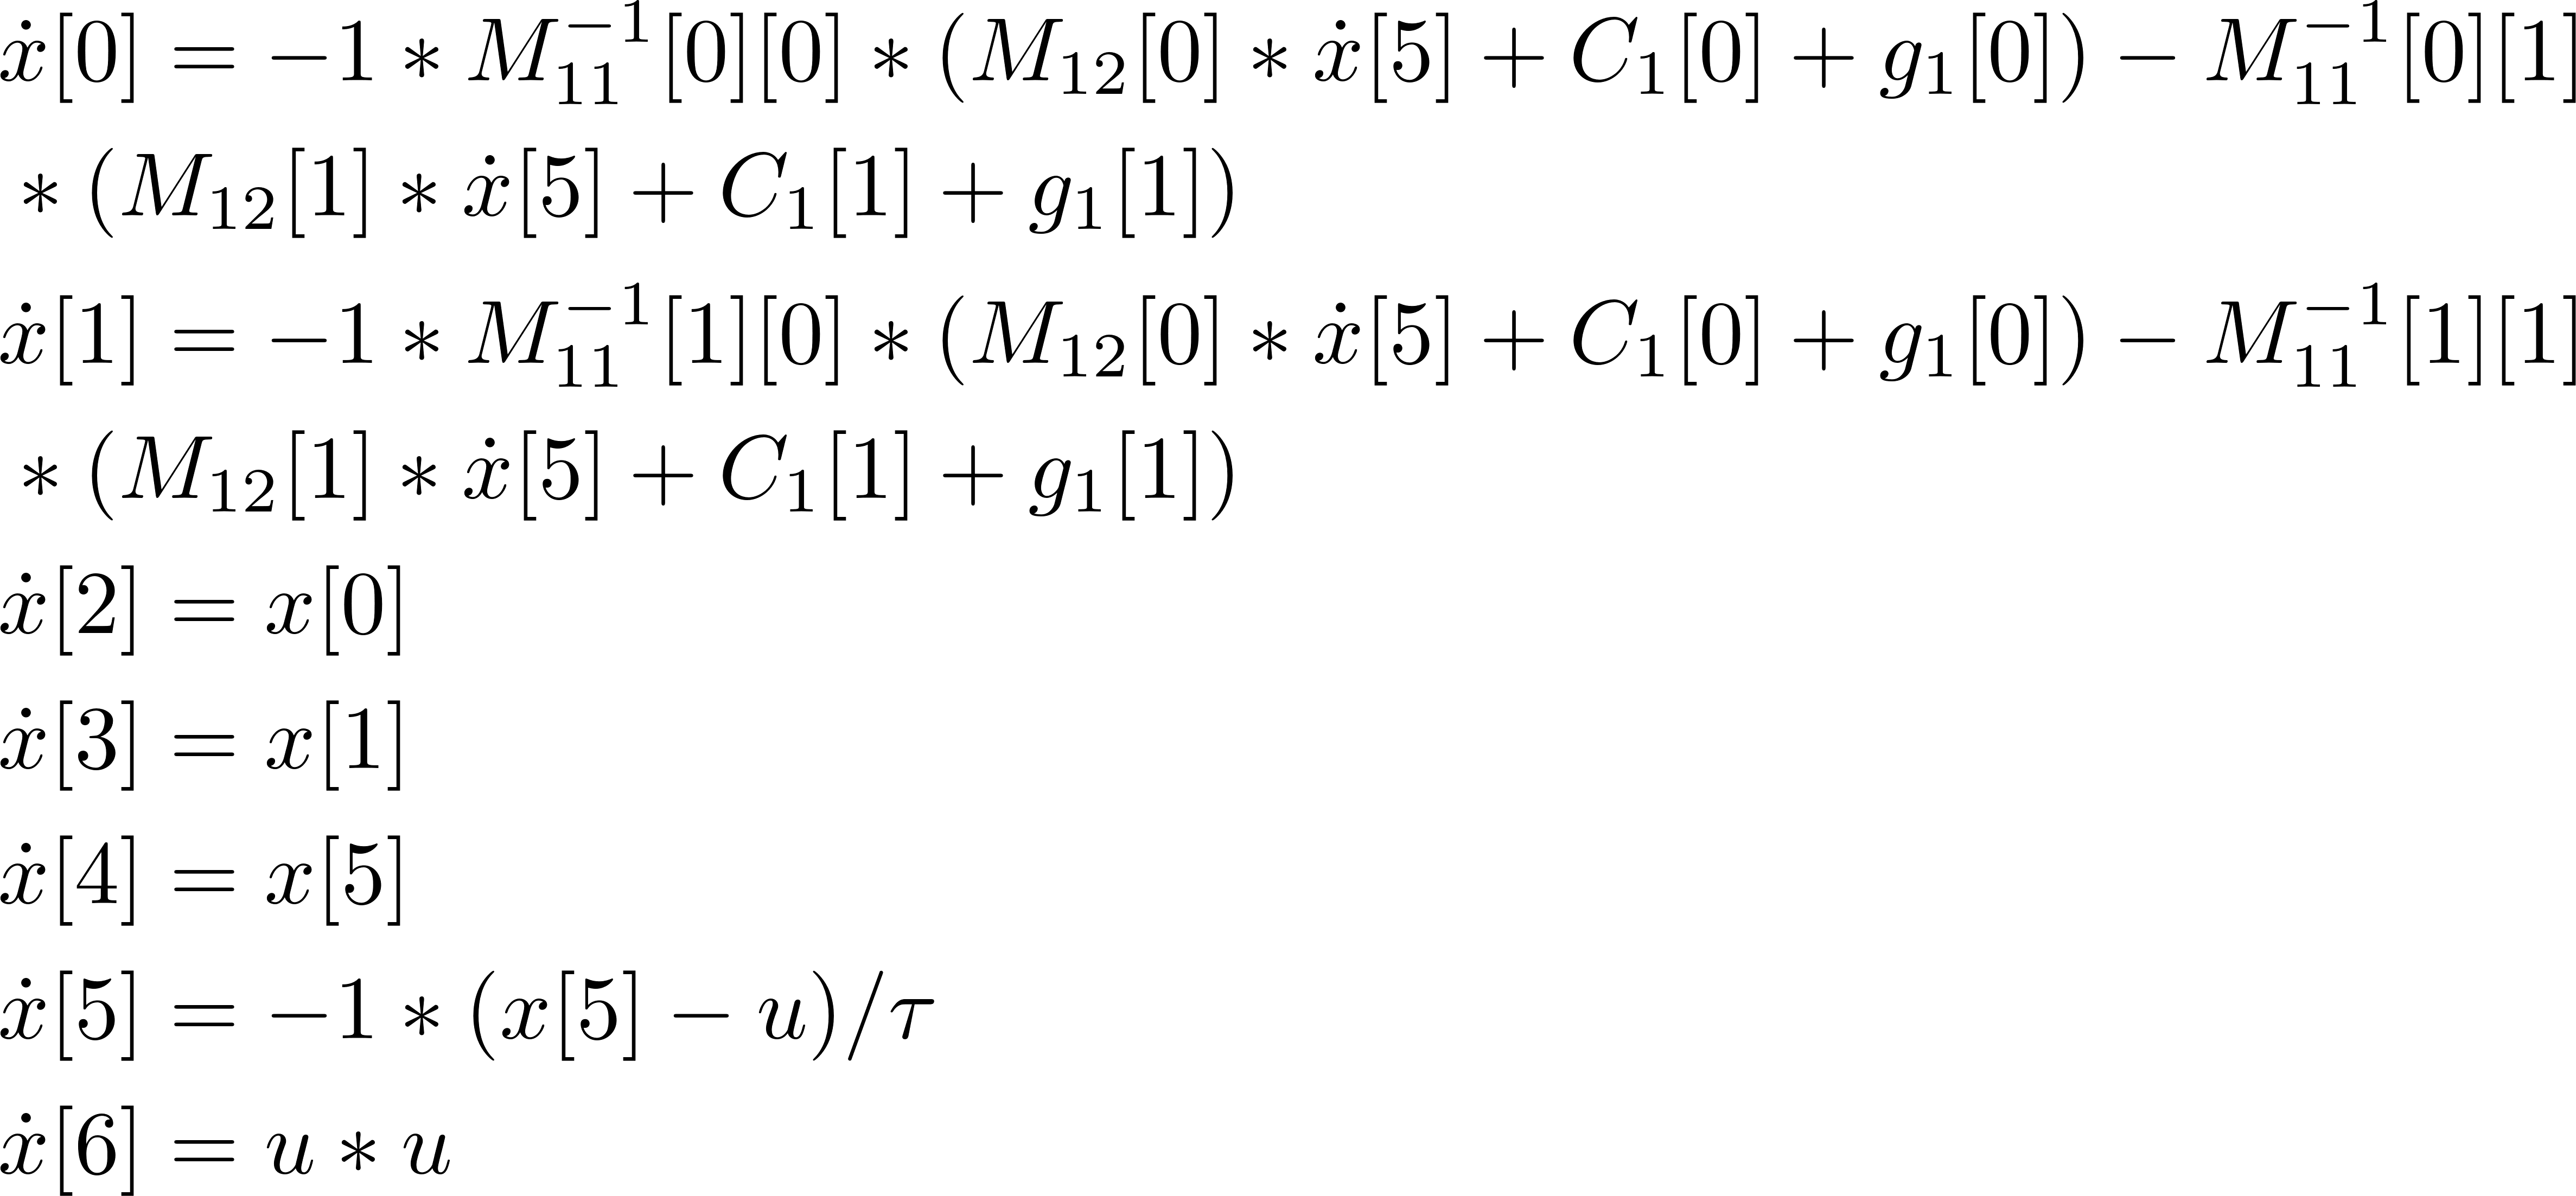 ẋ[0] = −1 ∗ M₁₁⁻¹[0][0] ∗ (M₁₂[0] ∗ ẋ[5] + C₁[0] + g₁[0]) − M₁₁⁻¹[0][1]
∗ (M₁₂[1] ∗ ẋ[5] + C₁[1] + g₁[1])
ẋ[1] = −1 ∗ M₁₁⁻¹[1][0] ∗ (M₁₂[0] ∗ ẋ[5] + C₁[0] + g₁[0]) − M₁₁⁻¹[1][1]
∗ (M₁₂[1] ∗ ẋ[5] + C₁[1] + g₁[1])
ẋ[2] = x[0]
ẋ[3] = x[1]
ẋ[4] = x[5]
ẋ[5] = −1 ∗ (x[5] − u)/τ
ẋ[6] = u ∗ u